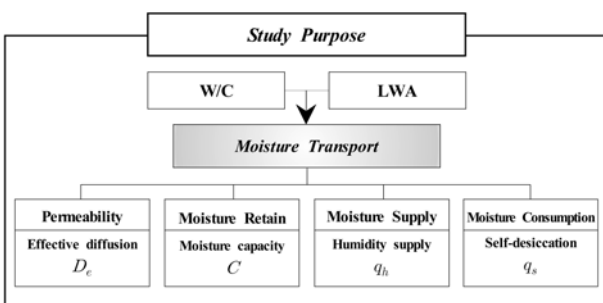 Study Purpose
W/C
LWA
Moisture Transport
Permeability
Effective diffusion
D_e
Moisture Retain
Moisture capacity
C
Moisture Supply
Humidity supply
q_h
Moisture Consumption
Self-desiccation
q_s